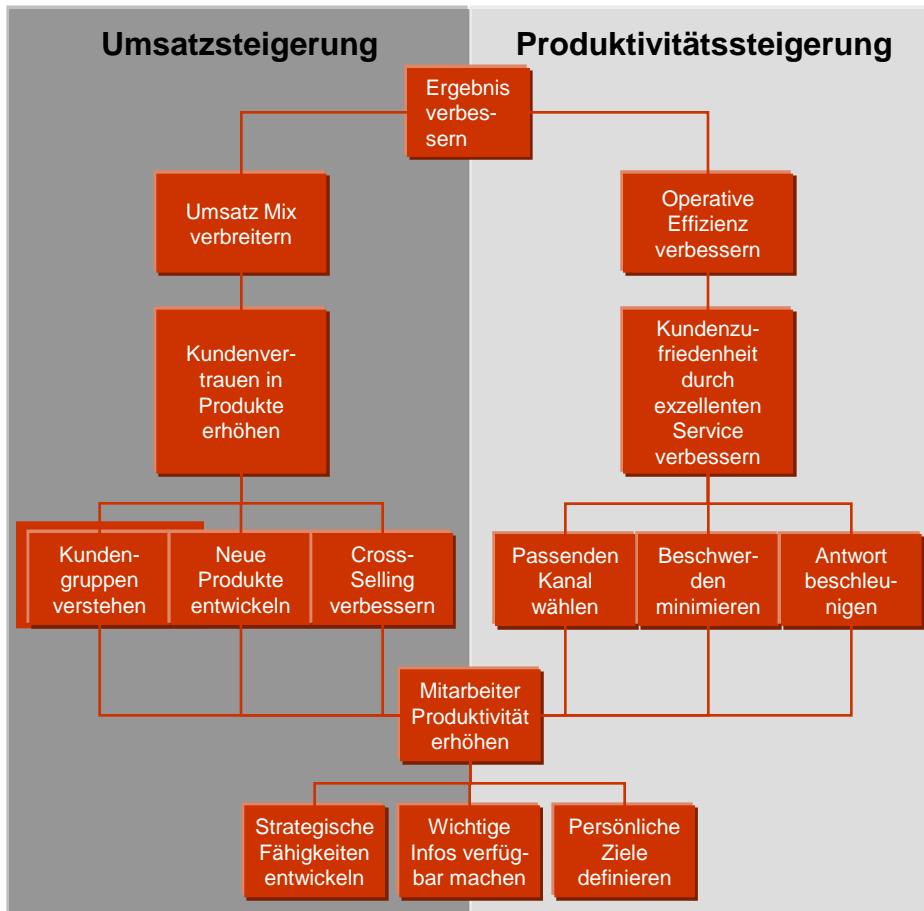 Umsatzsteigerung
Produktivitätssteigerung
Ergebnis
verbes-
sern
Umsatz Mix
verbreitern
Operative
Effizienz
verbessern
Kundenver-
trauen in
Produkte
erhöhen
Kundenzu-
friedenheit
durch
exzellenten
Service
verbessern
Kunden-
gruppen
verstehen
Neue
Produkte
entwickeln
Cross-
Selling
verbessern
Passenden
Kanal
wählen
Beschwer-
den
minimieren
Antwort
beschleu-
nigen
Mitarbeiter
Produktivität
erhöhen
Strategische
Fähigkeiten
entwickeln
Wichtige
Infos verfüg-
bar machen
Persönliche
Ziele
definieren